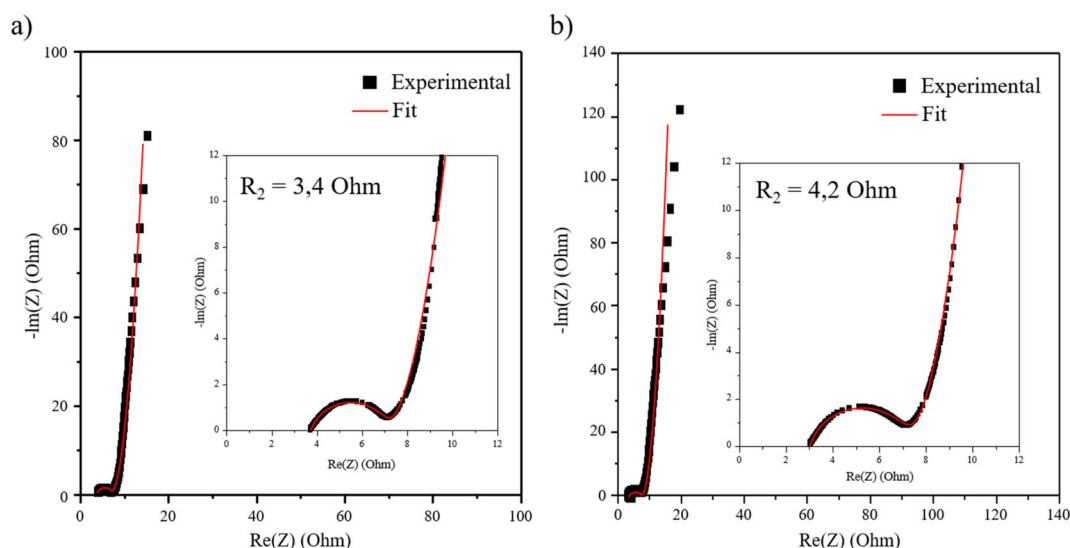 a)
100
80
60
40
20
0
-Im(Z) (Ohm)
0 20 40 60 80 100
Re(Z) (Ohm)
Experimental
Fit
R2 = 3,4 Ohm
12
10
8
6
4
2
0
-Im(Z) (Ohm)
0 2 4 6 8 10 12
Re(Z) (Ohm)
b)
140
120
100
80
60
40
20
0
-Im(Z) (Ohm)
0 20 40 60 80 100 120 140
Re(Z) (Ohm)
Experimental
Fit
R2 = 4,2 Ohm
12
10
8
6
4
2
0
-Im(Z) (Ohm)
0 2 4 6 8 10 12
Re(Z) (Ohm)